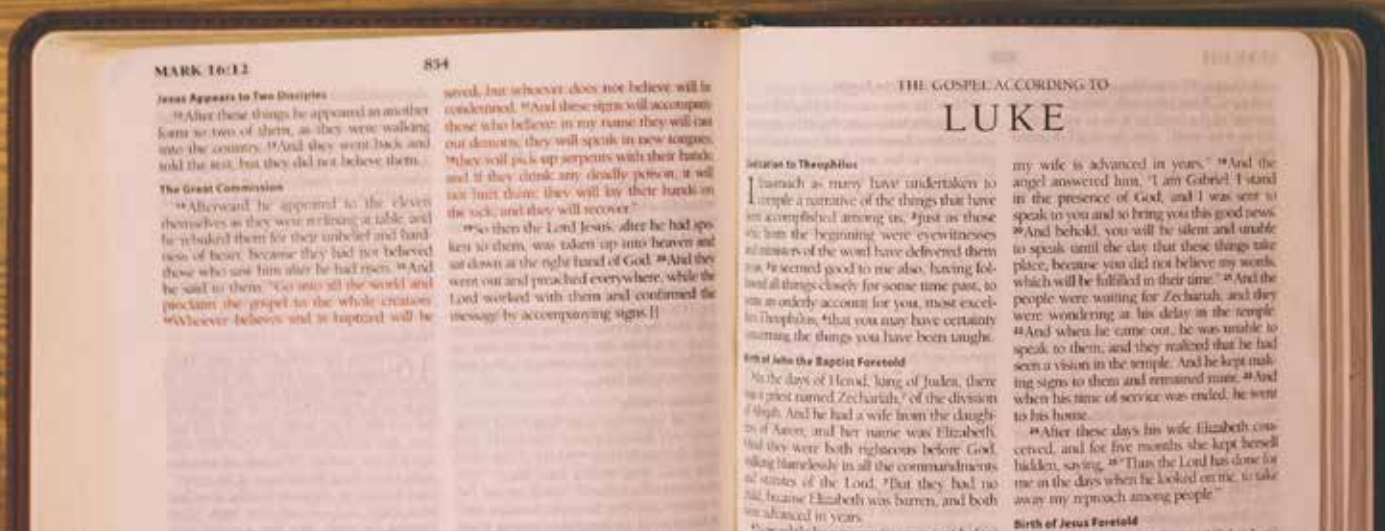 MARK 16:12
854
Jesus Appears to Two Disciples
12After these things he appeared in another
form to two of them, as they were walking
into the country. 13And they went back and
told the rest, but they did not believe them.
The Great Commission
14Afterward he appeared to the eleven
themselves as they were reclining at table, and
he rebuked them for their unbelief and hard-
ness of heart, because they had not believed
those who saw him after he had risen. 15And
he said to them, "Go into all the world and
proclaim the gospel to the whole creation.
16Whoever believes and is baptized will be
saved, but whoever does not believe will be
condemned. 17And these signs will accompany
those who believe: in my name they will cast
out demons; they will speak in new tongues;
18they will pick up serpents with their hands;
and if they drink any deadly poison, it will
not hurt them; they will lay their hands on
the sick, and they will recover."
19So then the Lord Jesus, after he had spo-
ken to them, was taken up into heaven and
sat down at the right hand of God. 20And they
went out and preached everywhere, while the
Lord worked with them and confirmed the
message by accompanying signs.]]
THE GOSPEL ACCORDING TO
LUKE
to Theophilus
Inasmuch as many have undertaken to
compile a narrative of the things that have
been accomplished among us, 2just as those
who from the beginning were eyewitnesses
and ministers of the word have delivered them
to us, 3it seemed good to me also, having fol-
lowed all things closely for some time past, to
write an orderly account for you, most excel-
lent Theophilus, 4that you may have certainty
concerning the things you have been taught.
Birth of John the Baptist Foretold
5In the days of Herod, king of Judea, there
was a priest named Zechariah, of the division
of Abijah. And he had a wife from the daugh-
ters of Aaron, and her name was Elizabeth.
And they were both righteous before God,
walking blamelessly in all the commandments
and statutes of the Lord. 7But they had no
child, because Elizabeth was barren, and both
were advanced in years.
my wife is advanced in years." 19And the
angel answered him, "I am Gabriel. I stand
in the presence of God, and I was sent to
speak to you and to bring you this good news.
20And behold, you will be silent and unable
to speak until the day that these things take
place, because you did not believe my words,
which will be fulfilled in their time." 21And the
people were waiting for Zechariah, and they
were wondering at his delay in the temple.
22And when he came out, he was unable to
speak to them, and they realized that he had
seen a vision in the temple. And he kept mak-
ing signs to them and remained mute. 23And
when his time of service was ended, he went
to his home.
24After these days his wife Elizabeth con-
ceived, and for five months she kept herself
hidden, saying, 25"Thus the Lord has done for
me in the days when he looked on me, to take
away my reproach among people."
Birth of Jesus Foretold